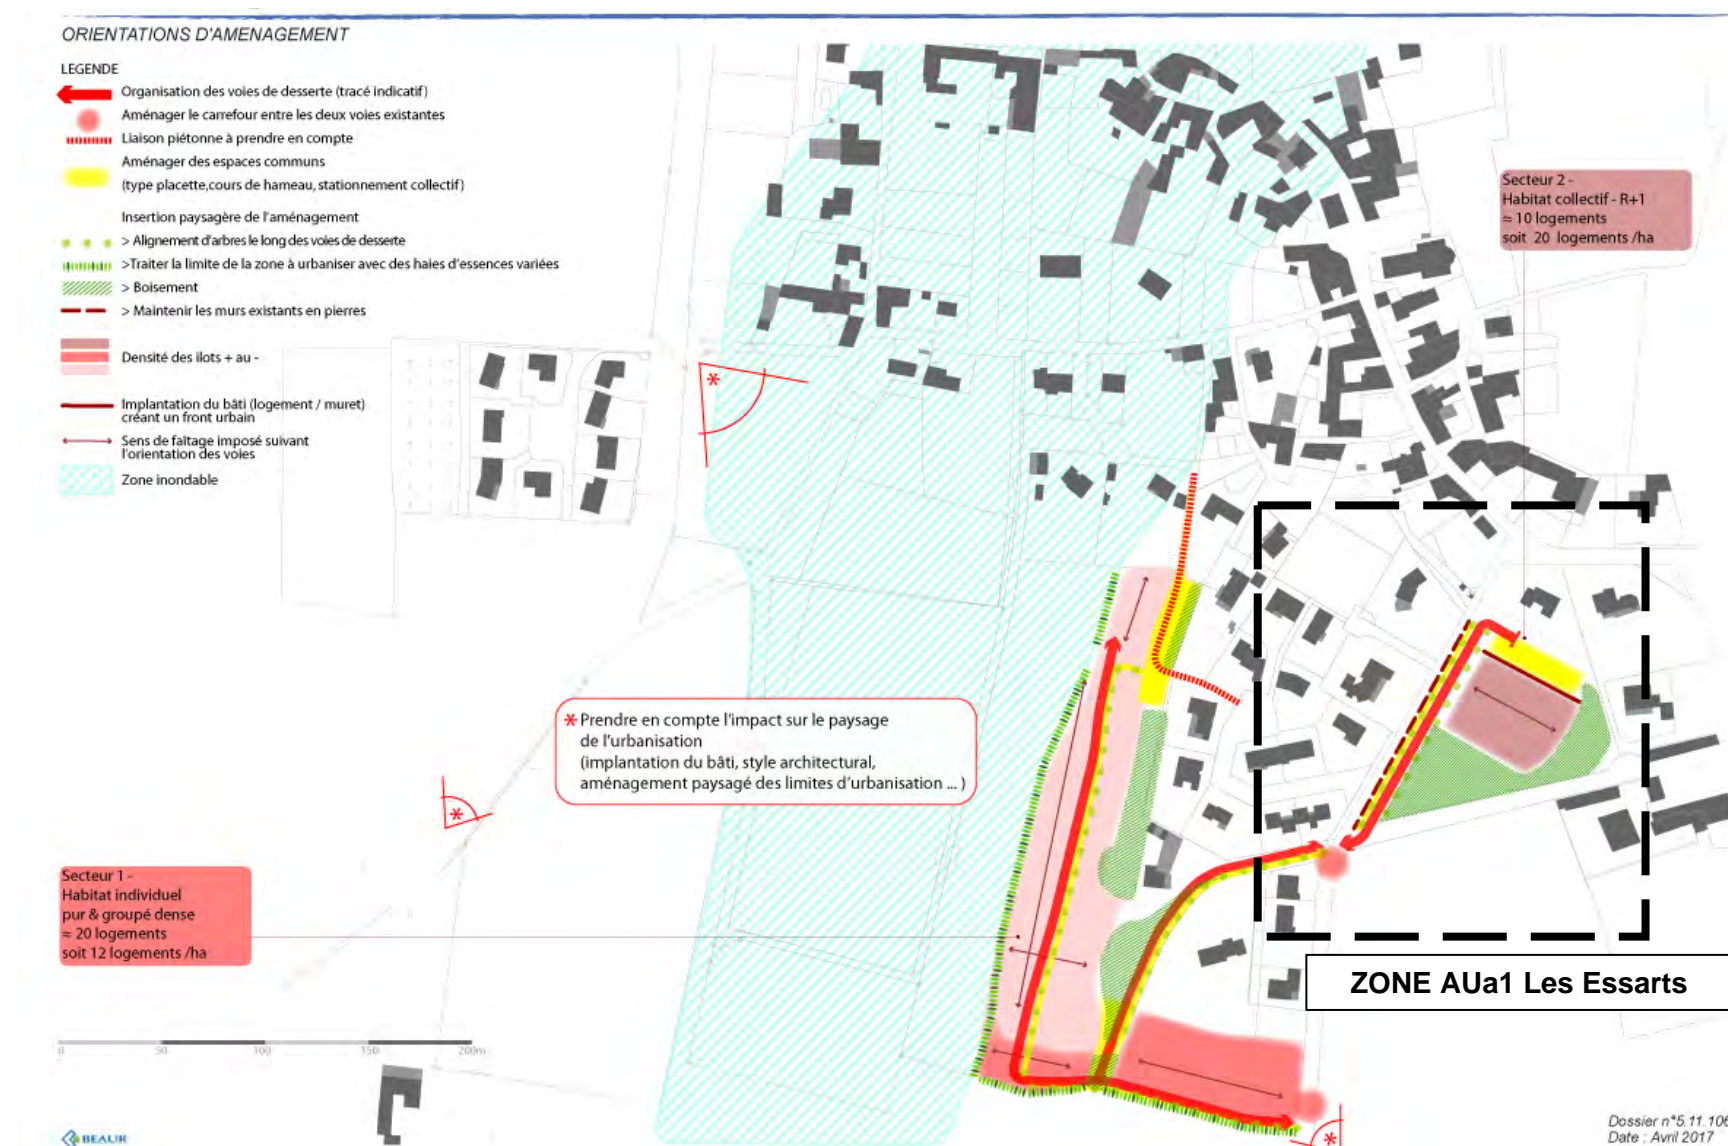 ORIENTATIONS D'AMENAGEMENT
LEGENDE
Organisation des voies de desserte (tracé indicatif)
Aménager le carrefour entre les deux voies existantes
Liaison piétonne à prendre en compte
Aménager des espaces communs
(type placette,cours de hameau, stationnement collectif)
Insertion paysagère de l'aménagement
> Alignement d'arbres le long des voies de desserte
>Traiter la limite de la zone à urbaniser avec des haies d'essences variées
> Boisement
> Maintenir les murs existants en pierres
Densité des ilots + au -
Implantation du bâti (logement / muret)
créant un front urbain
Sens de faîtage imposé suivant
l'orientation des voies
Zone inondable
Secteur 2 -
Habitat collectif - R+1
≈ 10 logements
soit 20 logements /ha
*
* Prendre en compte l'impact sur le paysage
de l'urbanisation
(implantation du bâti, style architectural,
aménagement paysagé des limites d'urbanisation ... )
*
Secteur 1 -
Habitat individuel
pur & groupé dense
≈ 20 logements
soit 12 logements /ha
ZONE AUa1 Les Essarts
0 50 100 150 200m
*
BEAUR
Dossier n°5.11.106
Date : Avril 2017